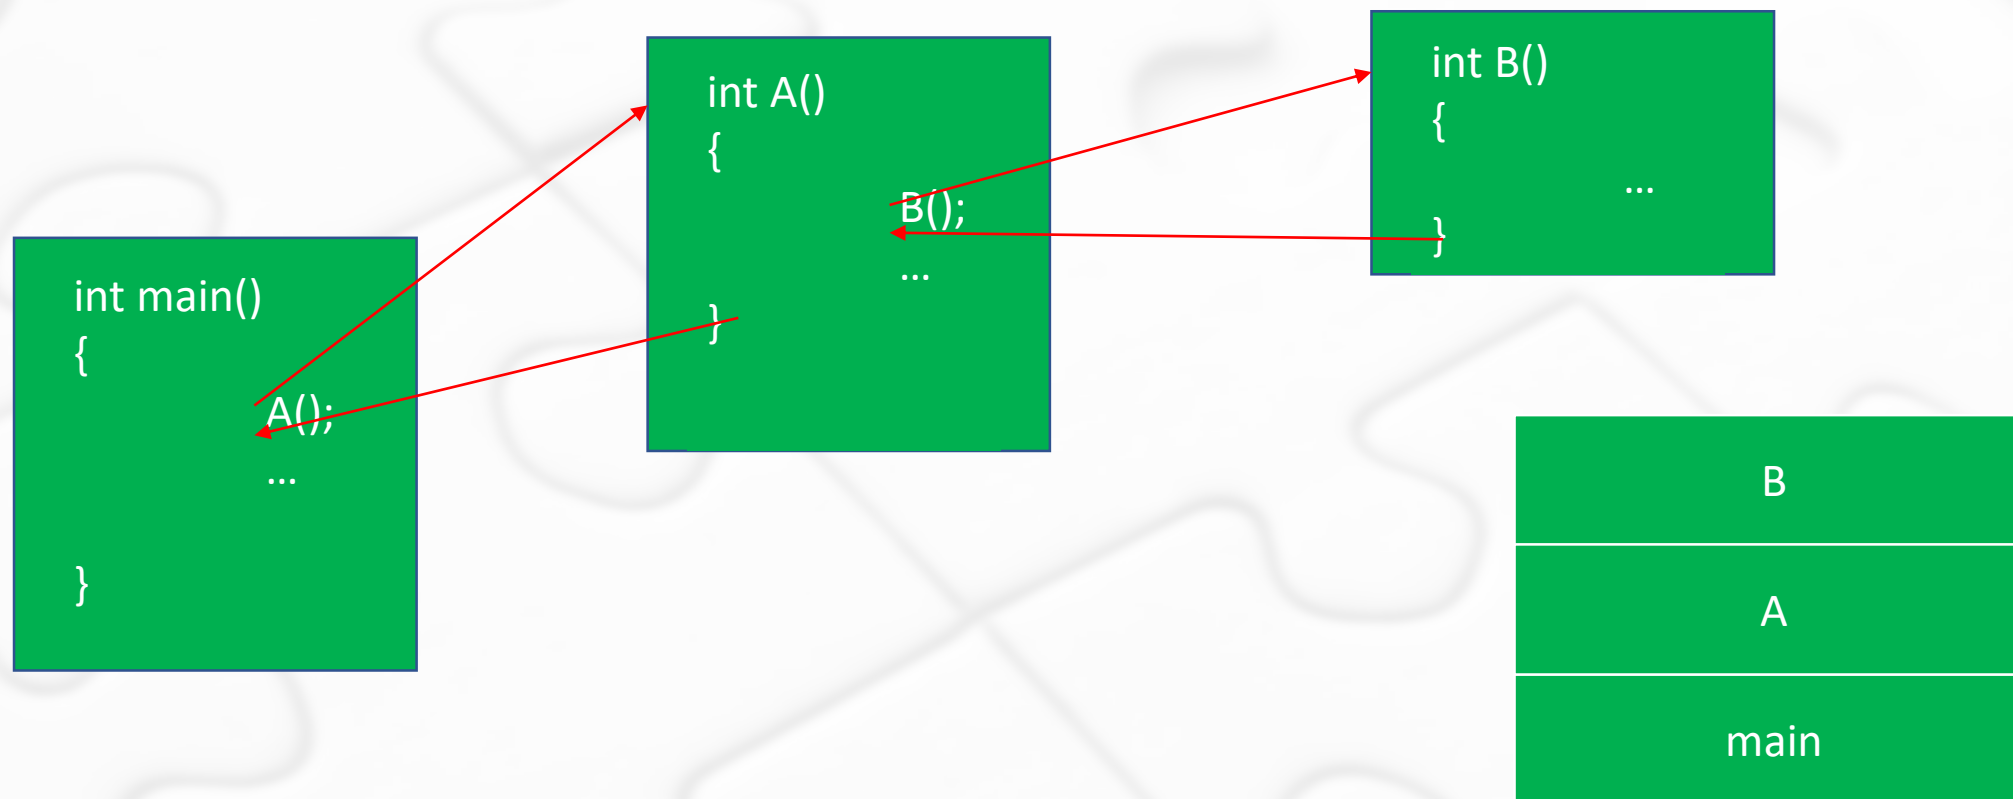 int main()
{
A();
...
}
int A()
{
B();
...
}
int B()
{
...
}
B
A
main